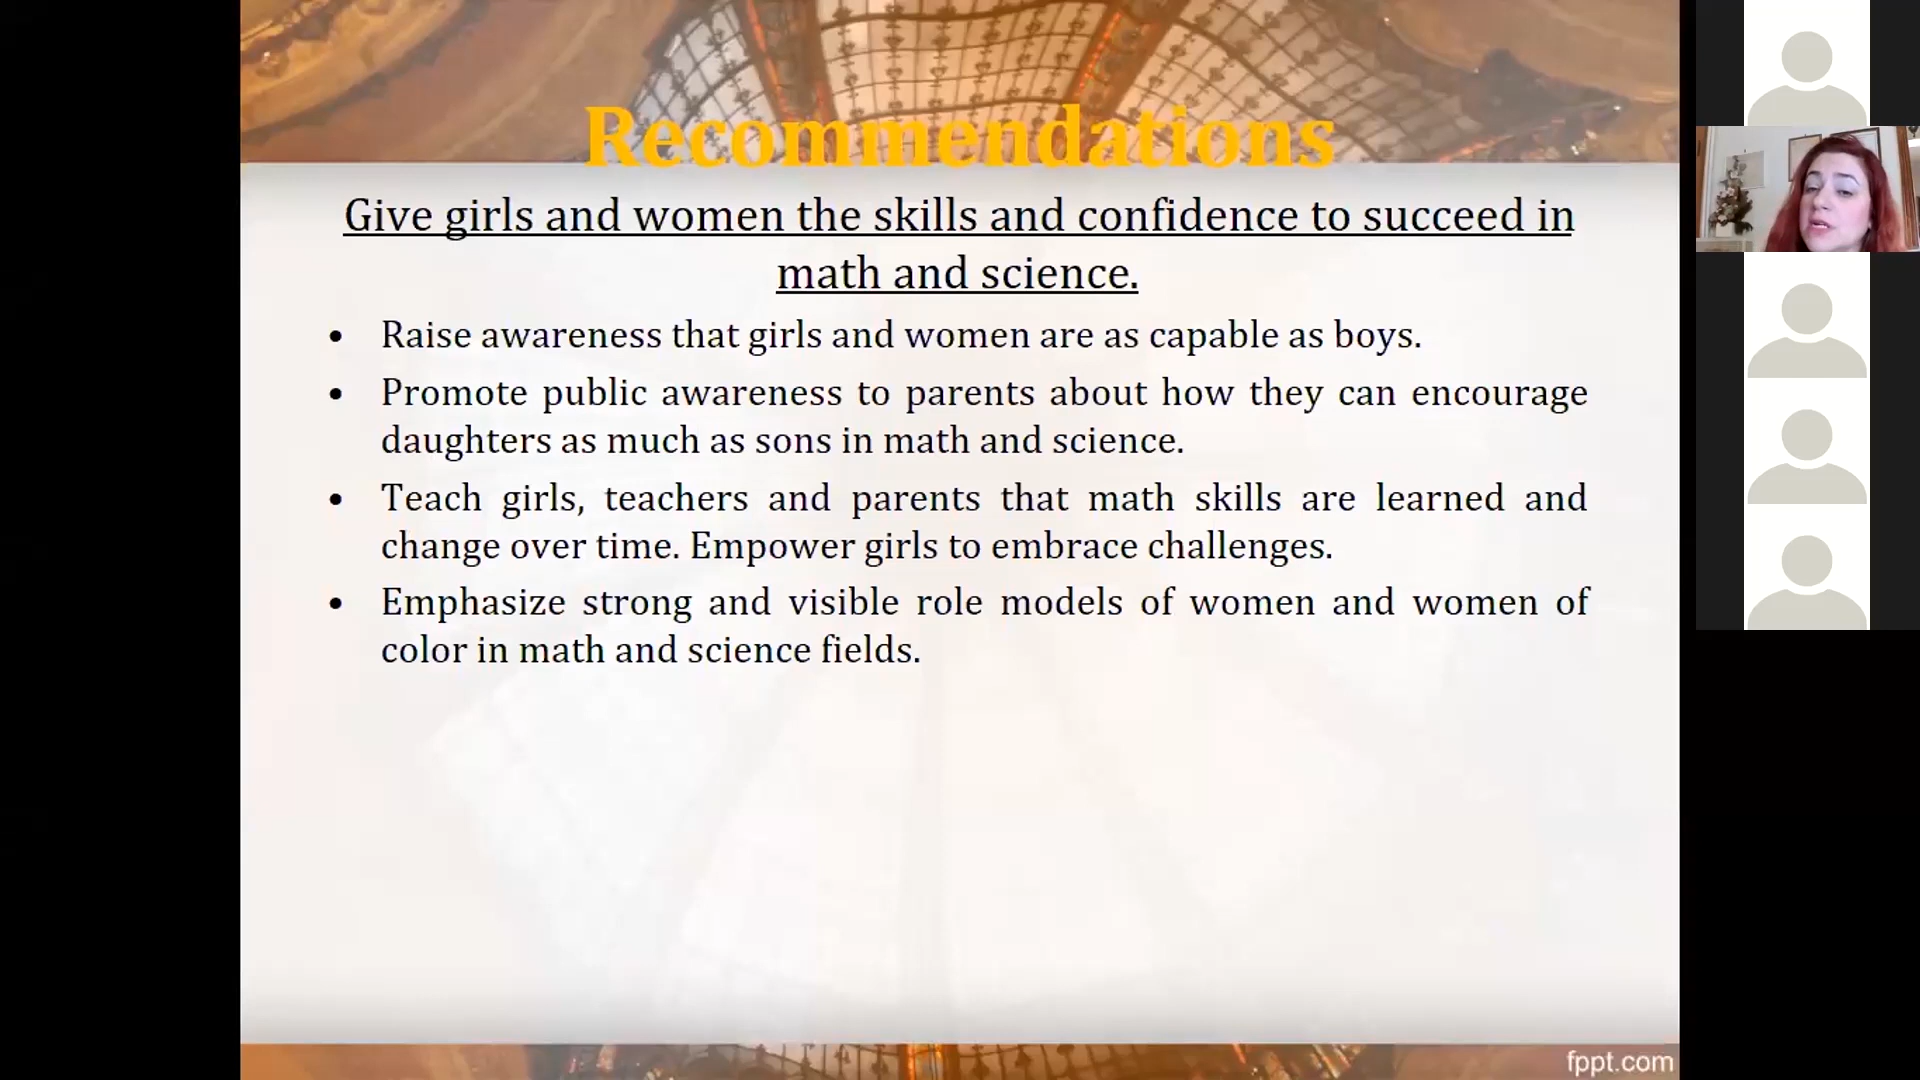 Recommendations
Give girls and women the skills and confidence to succeed in
math and science.
• Raise awareness that girls and women are as capable as boys.
• Promote public awareness to parents about how they can encourage
daughters as much as sons in math and science.
• Teach girls, teachers and parents that math skills are learned and
change over time. Empower girls to embrace challenges.
• Emphasize strong and visible role models of women and women of
color in math and science fields.
fppt.com